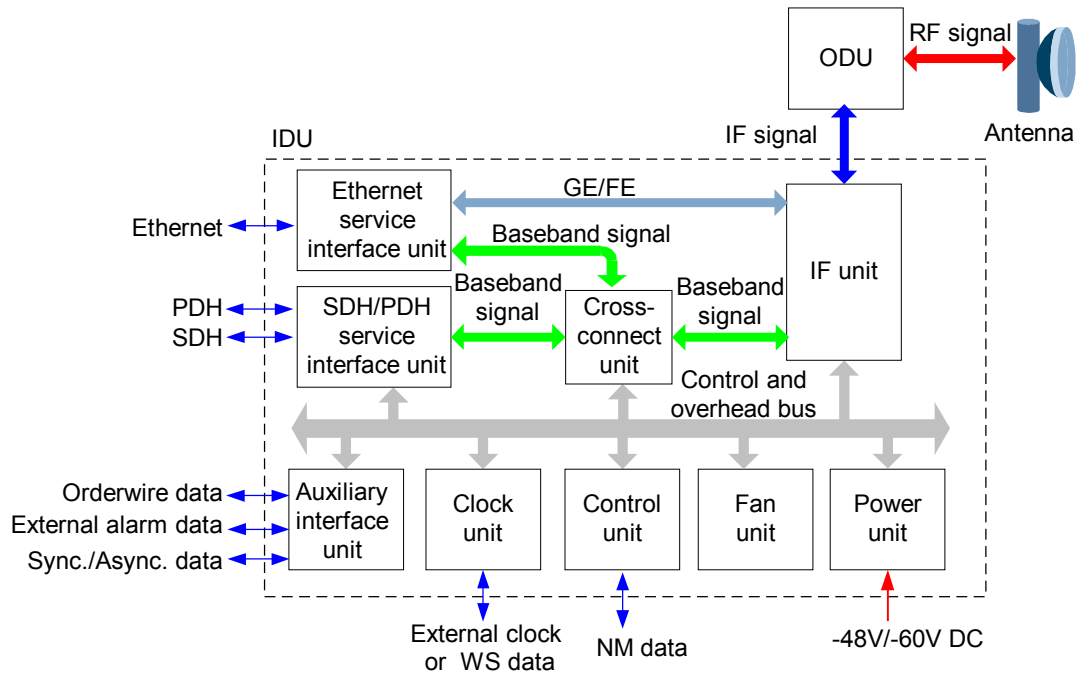 RF signal
ODU
Antenna
IF signal
IDU
Ethernet
service
interface unit
GE/FE
Ethernet
Baseband signal
IF unit
PDH
SDH
SDH/PDH
service
interface unit
Baseband
signal
Cross-
connect
unit
Baseband
signal
Control and
overhead bus
Orderwire data
External alarm data
Sync./Async. data
Auxiliary
interface
unit
Clock
unit
Control
unit
Fan
unit
Power
unit
External clock
or WS data
NM data
-48V/-60V DC